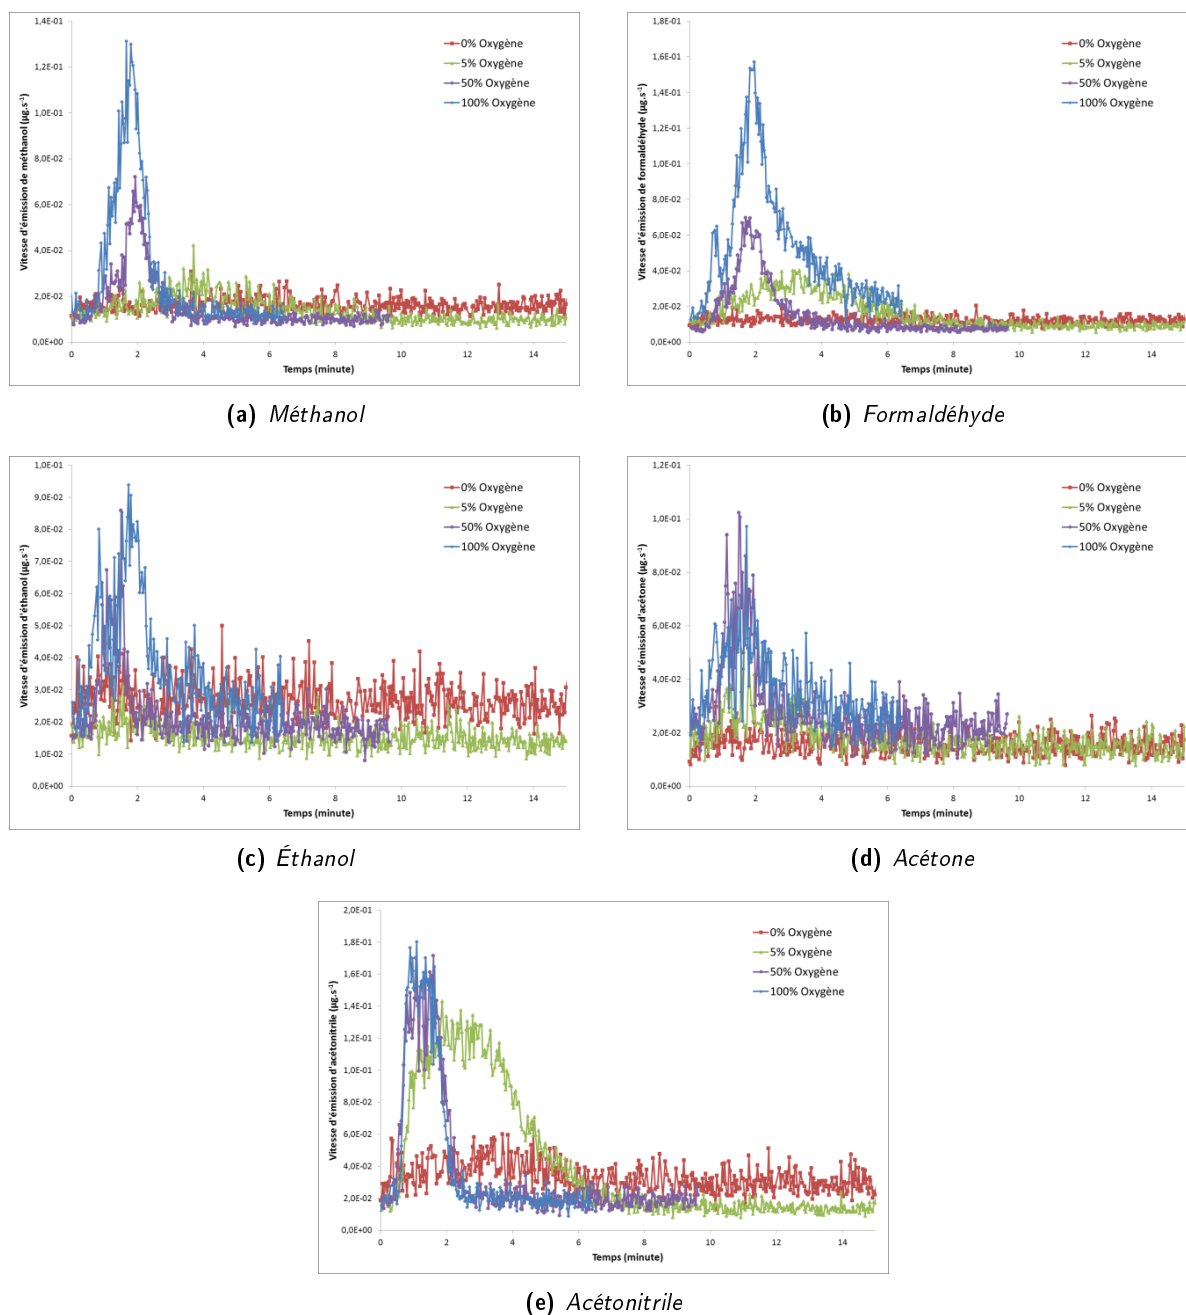 Vitesse d'émission de méthanol (µg.s⁻¹)
1,4E-01
1,2E-01
1,0E-01
8,0E-02
6,0E-02
4,0E-02
2,0E-02
0,0E+00
0% Oxygène
5% Oxygène
50% Oxygène
100% Oxygène
0 2 4 6 8 10 12 14
Temps (minute)
(a) Méthanol
Vitesse d'émission de formaldéhyde (µg.s⁻¹)
1,8E-01
1,6E-01
1,4E-01
1,2E-01
1,0E-01
8,0E-02
6,0E-02
4,0E-02
2,0E-02
0,0E+00
0% Oxygène
5% Oxygène
50% Oxygène
100% Oxygène
0 2 4 6 8 10 12 14
Temps (minute)
(b) Formaldéhyde
Vitesse d'émission d'éthanol (µg.s⁻¹)
1,0E-01
9,0E-02
8,0E-02
7,0E-02
6,0E-02
5,0E-02
4,0E-02
3,0E-02
2,0E-02
1,0E-02
0,0E+00
0% Oxygène
5% Oxygène
50% Oxygène
100% Oxygène
0 2 4 6 8 10 12 14
Temps (minute)
(c) Éthanol
Vitesse d'émission d'acétone (µg.s⁻¹)
1,2E-01
1,0E-01
8,0E-02
6,0E-02
4,0E-02
2,0E-02
0,0E+00
0% Oxygène
5% Oxygène
50% Oxygène
100% Oxygène
0 2 4 6 8 10 12 14
Temps (minute)
(d) Acétone
Vitesse d'émission d'acétonitrile (µg.s⁻¹)
2,0E-01
1,8E-01
1,6E-01
1,4E-01
1,2E-01
1,0E-01
8,0E-02
6,0E-02
4,0E-02
2,0E-02
0,0E+00
0% Oxygène
5% Oxygène
50% Oxygène
100% Oxygène
0 2 4 6 8 10 12 14
Temps (minute)
(e) Acétonitrile